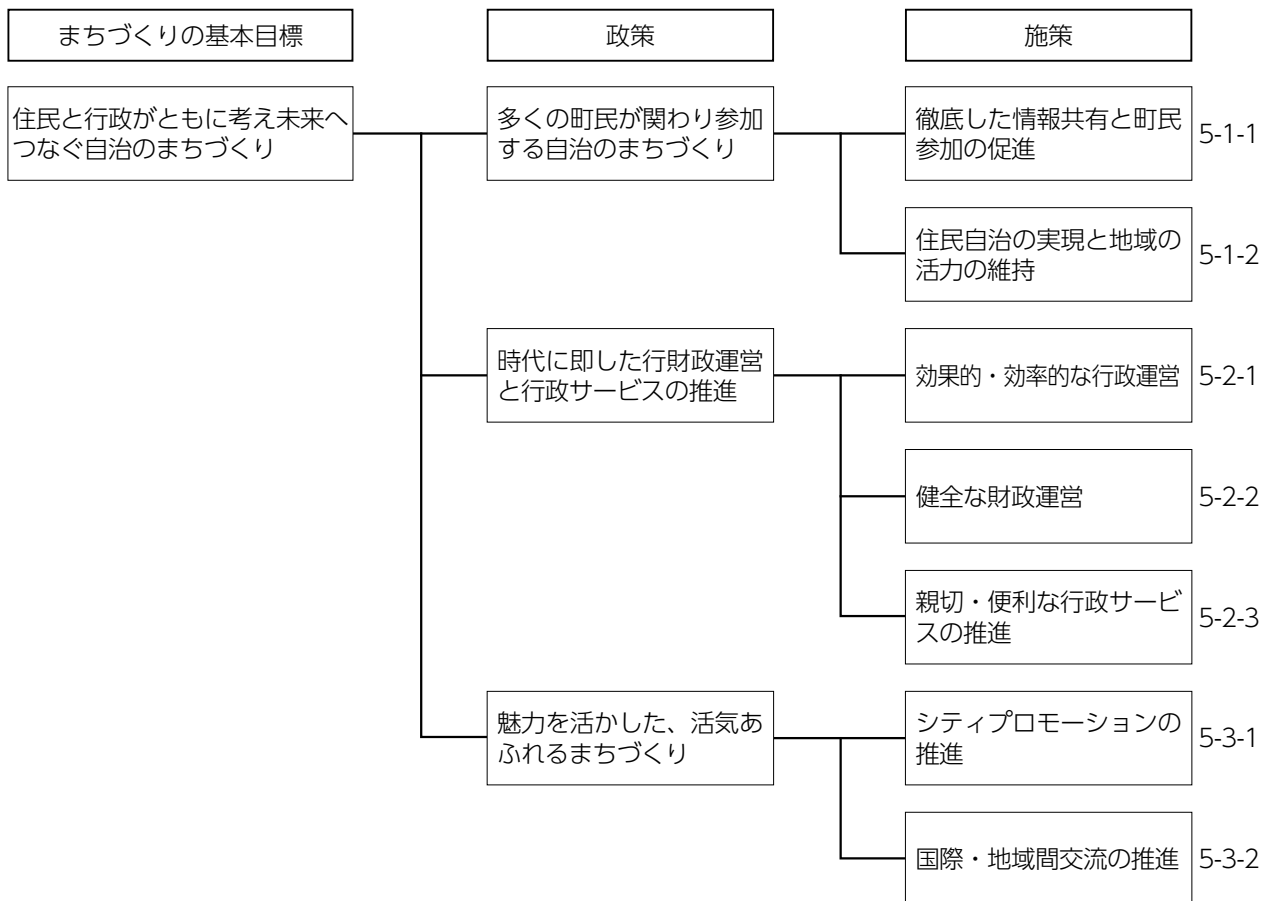 まちづくりの基本目標
政策
施策
住民と行政がともに考え未来へ
つなぐ自治のまちづくり
多くの町民が関わり参加
する自治のまちづくり
徹底した情報共有と町民
参加の促進
5-1-1
住民自治の実現と地域の
活力の維持
5-1-2
時代に即した行財政運営
と行政サービスの推進
効果的・効率的な行政運営
5-2-1
健全な財政運営
5-2-2
親切・便利な行政サービ
スの推進
5-2-3
魅力を活かした、活気あ
ふれるまちづくり
シティプロモーションの
推進
5-3-1
国際・地域間交流の推進
5-3-2